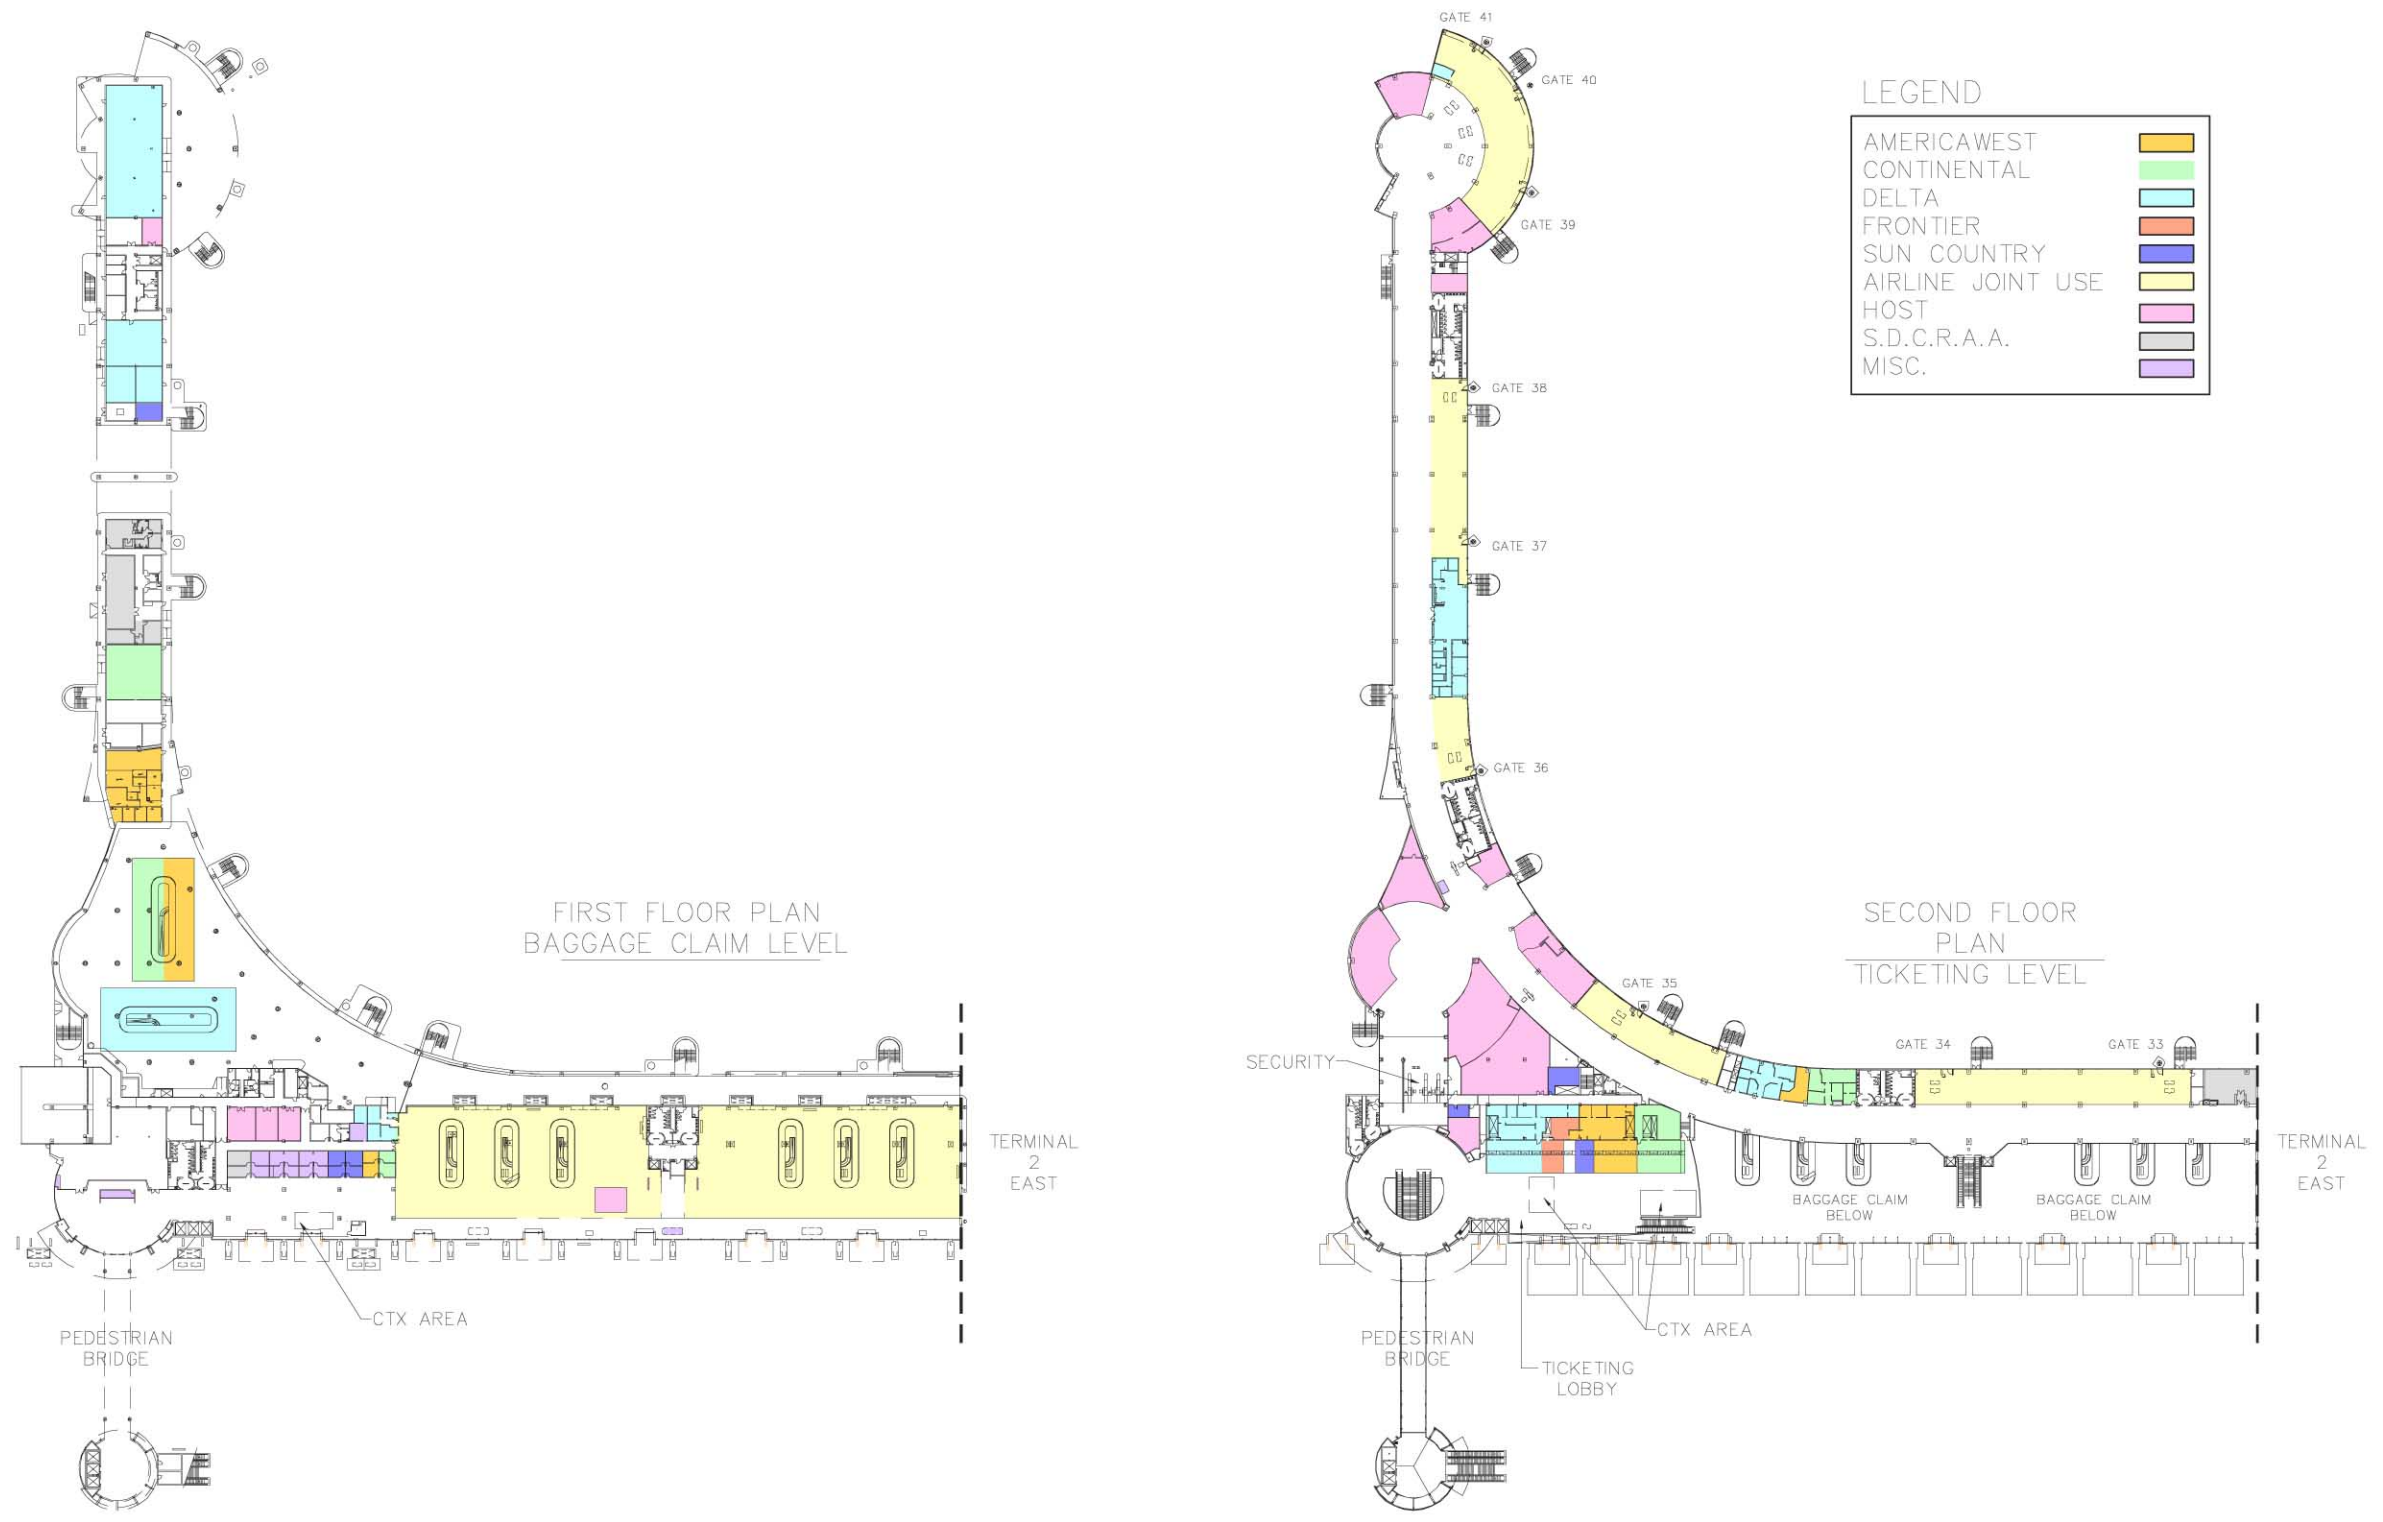 GATE 41
GATE 40
GATE 39
GATE 38
GATE 37
GATE 36
GATE 35
GATE 34
GATE 33
LEGEND
AMERICAWEST
CONTINENTAL
DELTA
FRONTIER
SUN COUNTRY
AIRLINE JOINT USE
HOST
S.D.C.R.A.A.
MISC.
FIRST FLOOR PLAN
BAGGAGE CLAIM LEVEL
TERMINAL
2
EAST
CTX AREA
PEDESTRIAN
BRIDGE
SECOND FLOOR
PLAN
TICKETING LEVEL
SECURITY
BAGGAGE CLAIM
BELOW
BAGGAGE CLAIM
BELOW
TERMINAL
2
EAST
CTX AREA
PEDESTRIAN
BRIDGE
TICKETING
LOBBY